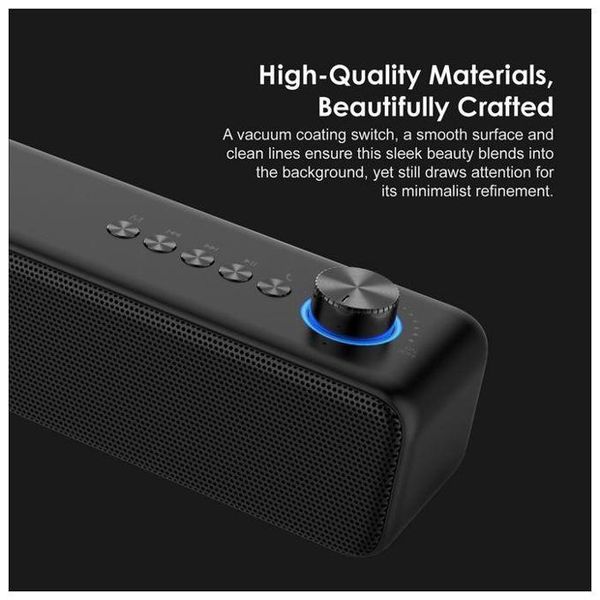 High-Quality Materials,
Beautifully Crafted
A vacuum coating switch, a smooth surface and
clean lines ensure this sleek beauty blends into
the background, yet still draws attention for
its minimalist refinement.
M